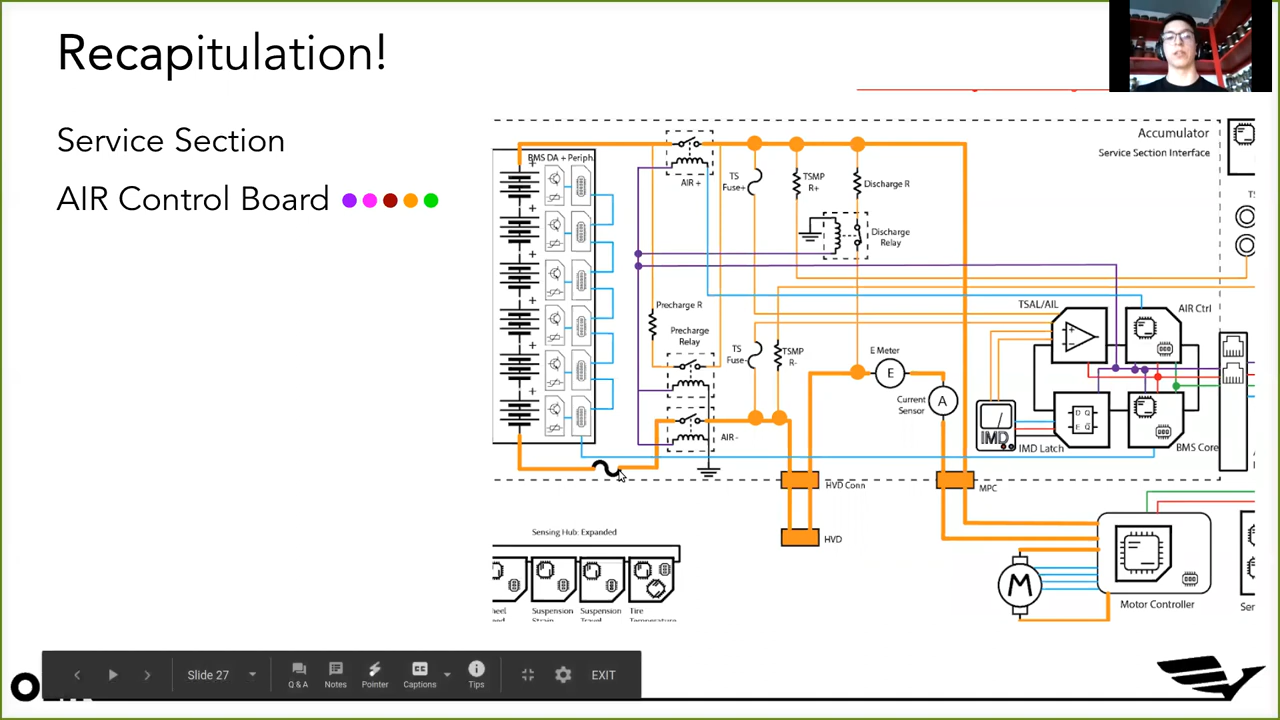 Recapitulation!
Service Section
AIR Control Board
Accumulator
Service Section Interface
BMS DA + Periph.
AIR +
TS
Fuse+
TSMP
R+
Discharge R
Discharge
Relay
Precharge R
Precharge
Relay
TS
Fuse-
TSMP
R-
E Meter
E
Current
Sensor
A
TSAL/AIL
AIR Ctrl
IMD
D Q
E Q
IMD Latch
BMS Core
AIR -
HVD Conn
MPC
HVD
Sensing Hub: Expanded
Suspension
Strain
Suspension
Travel
Tire
Temperature
M
Motor Controller
Slide 27
Q & A
Notes
Pointer
CC
Captions
Tips
EXIT